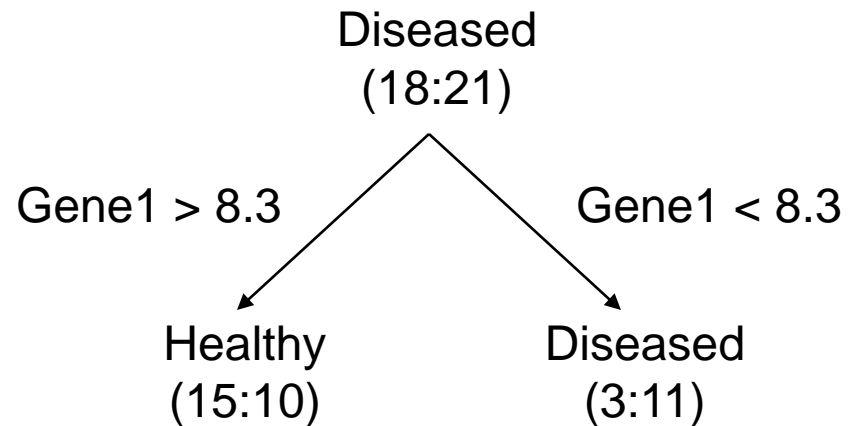 Diseased
(18:21)
Gene1 > 8.3
Gene1 < 8.3
Healthy
(15:10)
Diseased
(3:11)